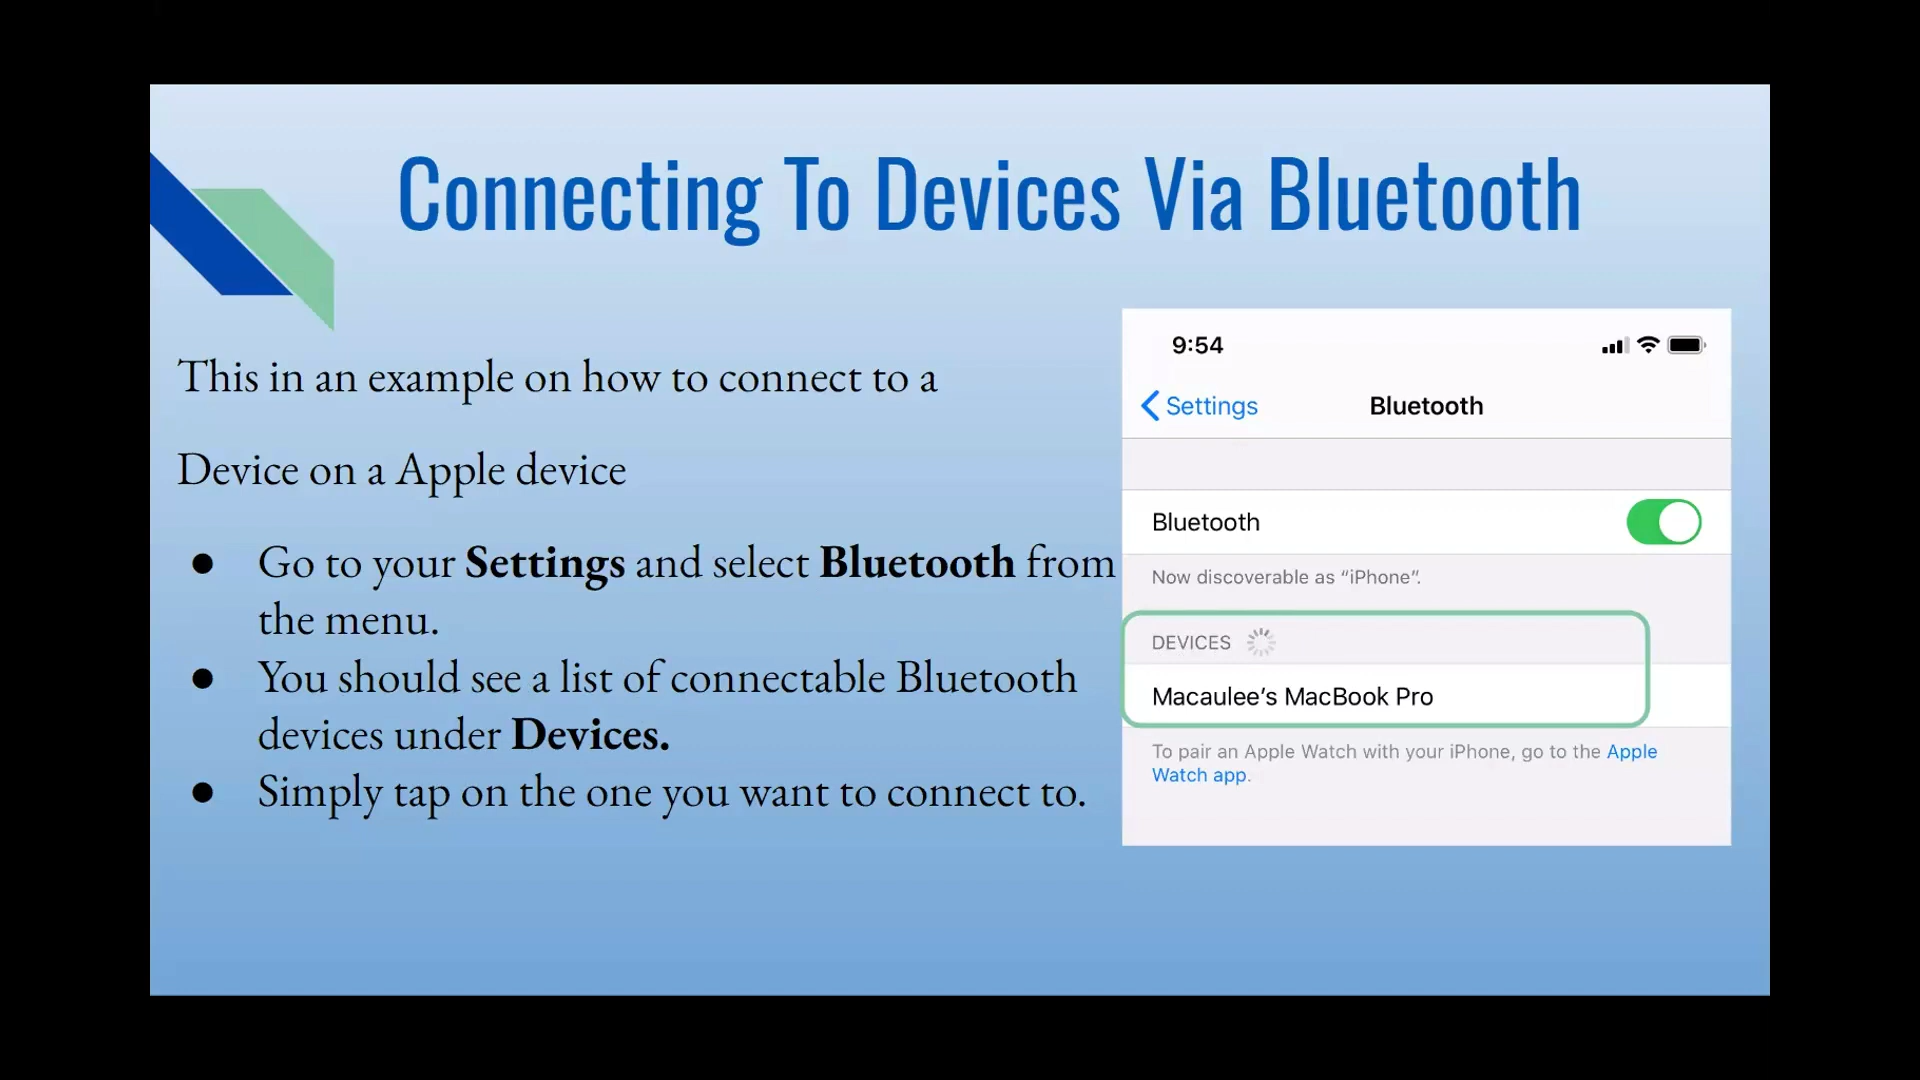 Connecting To Devices Via Bluetooth
This in an example on how to connect to a
Device on a Apple device
● Go to your Settings and select Bluetooth from
the menu.
● You should see a list of connectable Bluetooth
devices under Devices.
● Simply tap on the one you want to connect to.
9:54
Settings
Bluetooth
Bluetooth
Now discoverable as “iPhone”.
DEVICES
Macaulee’s MacBook Pro
To pair an Apple Watch with your iPhone, go to the Apple
Watch app.